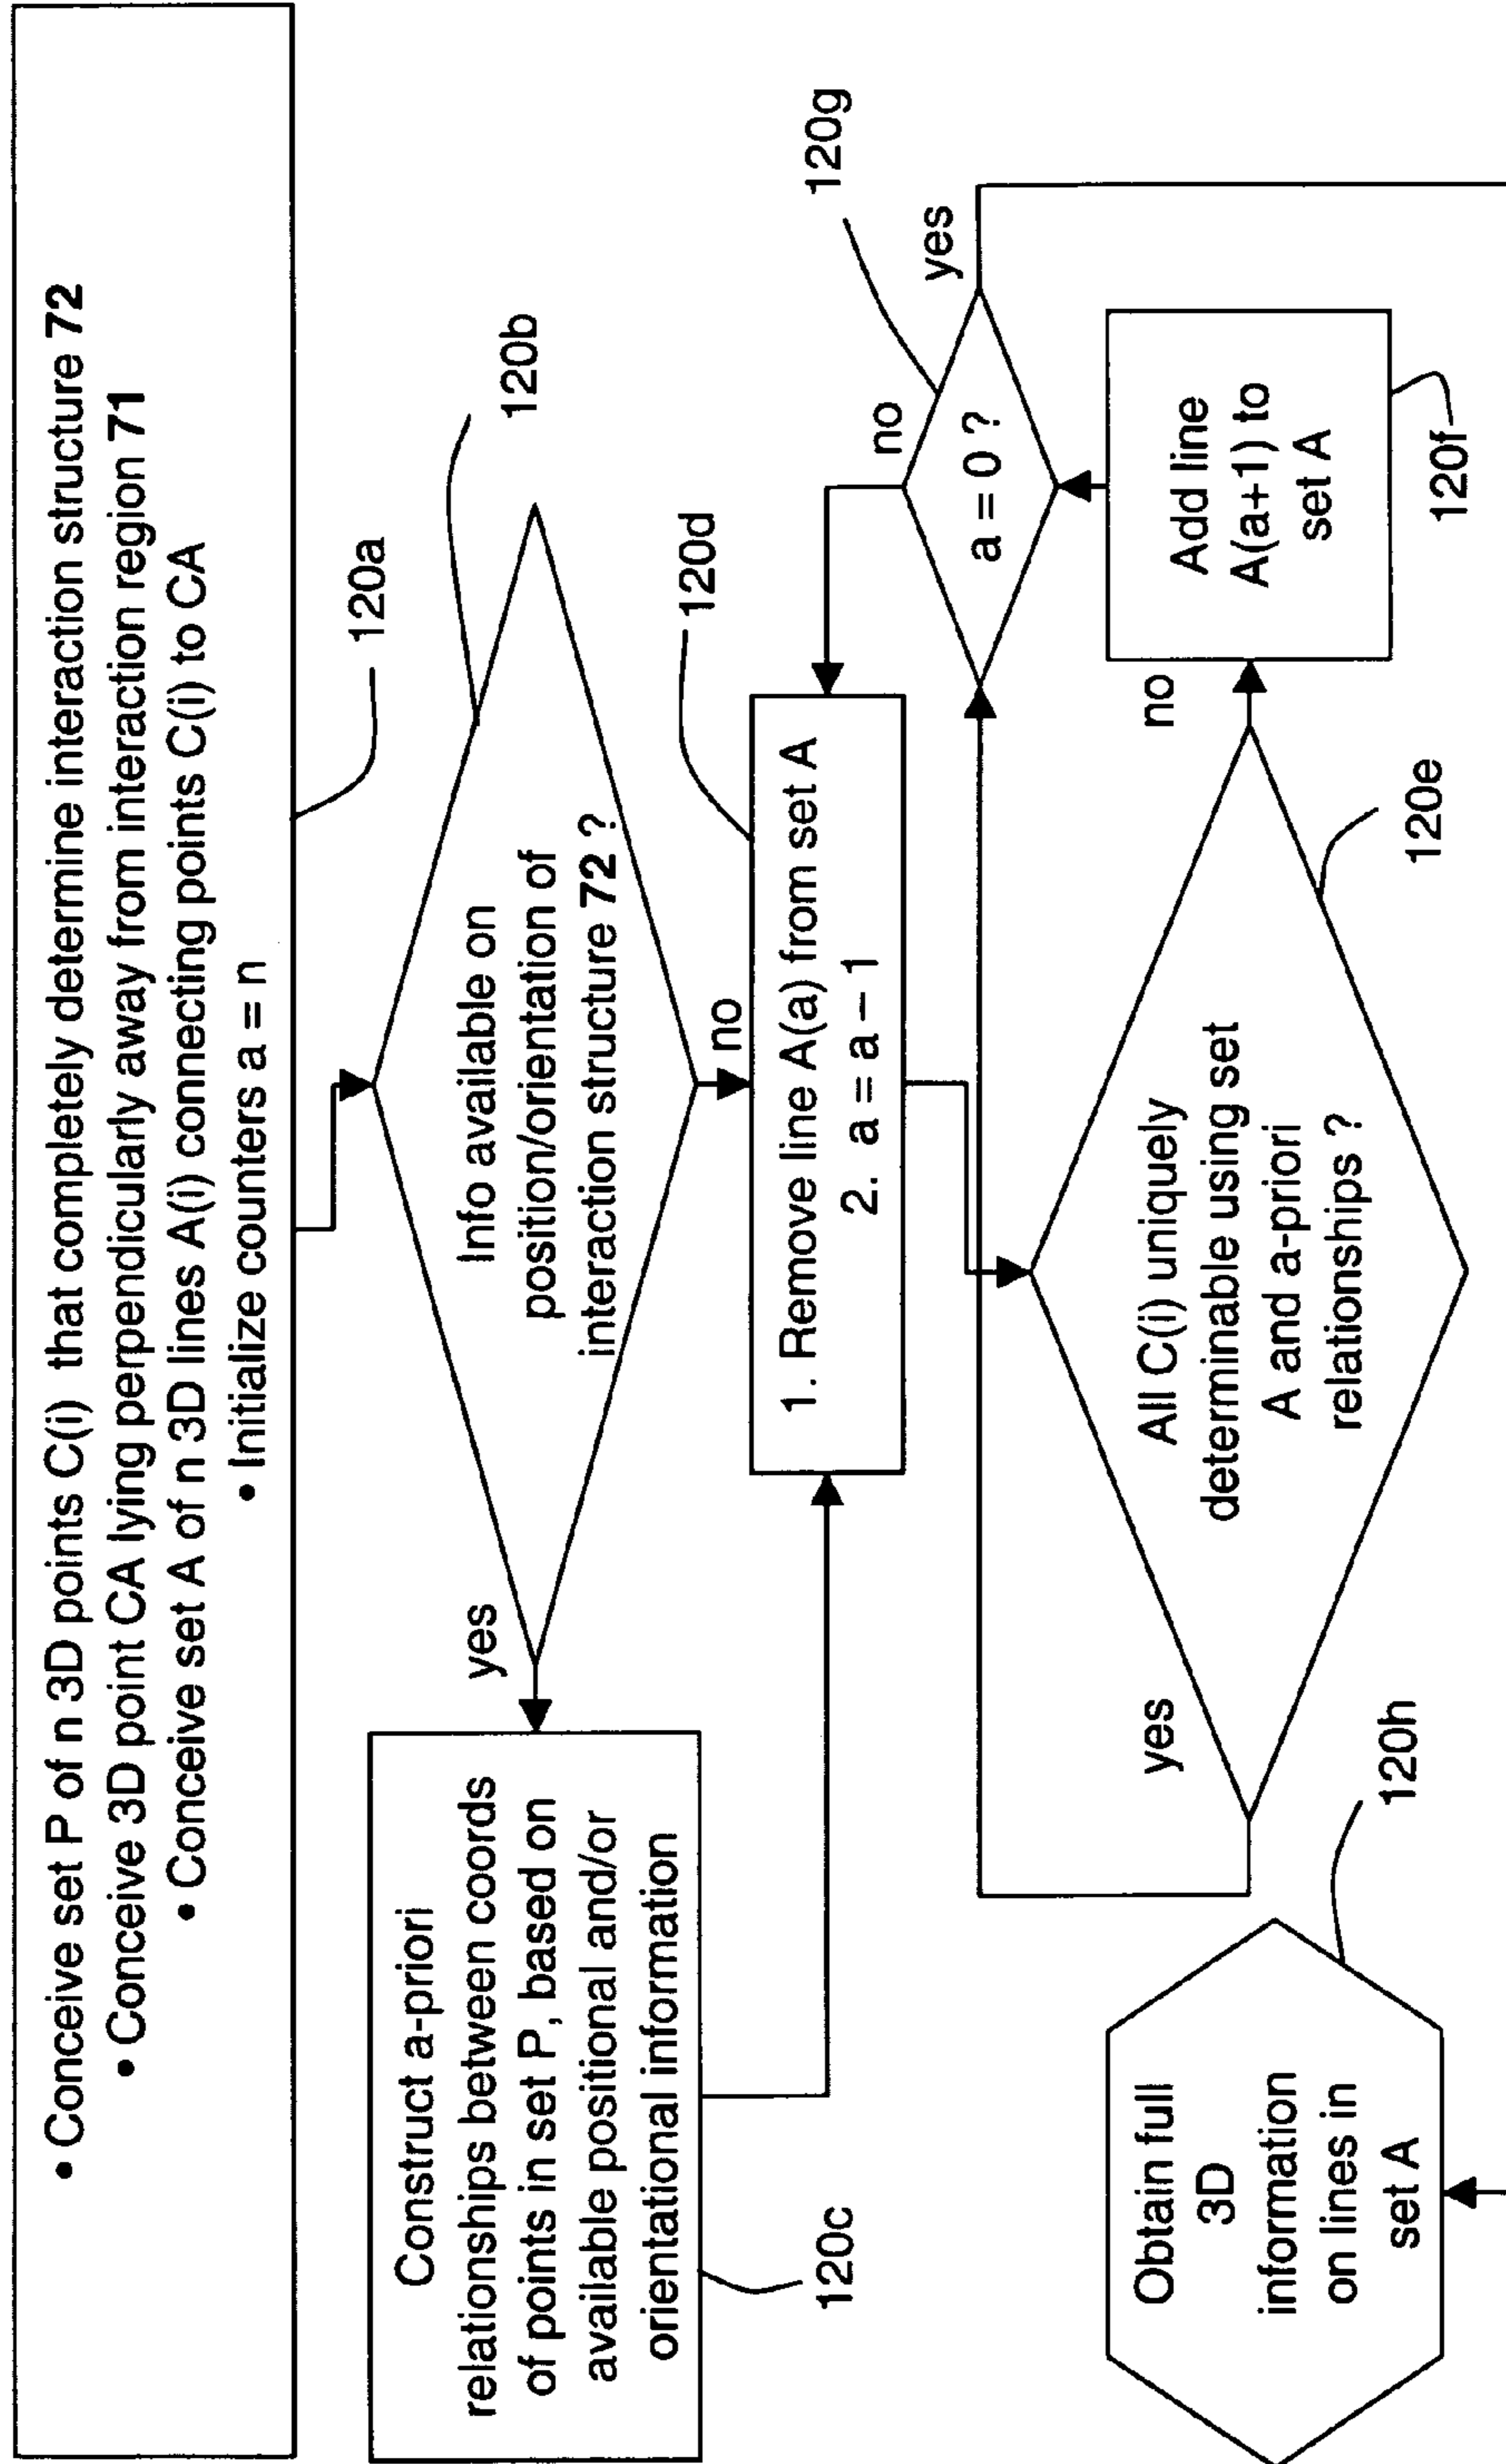 • Conceive set P of n 3D points C(i) that completely determine interaction structure 72
• Conceive 3D point CA lying perpendicularly away from interaction region 71
• Conceive set A of n 3D lines A(i) connecting points C(i) to CA
• Initialize counters a = n
120a
Info available on
position/orientation of
interaction structure 72 ?
120b
yes
no
Construct a-priori
relationships between coords
of points in set P, based on
available positional and/or
orientational information
120c
1. Remove line A(a) from set A
2. a = a – 1
120d
All C(i) uniquely
determinable using set
A and a-priori
relationships ?
120e
yes
no
Add line
A(a+1) to
set A
120f
a = 0 ?
120g
no
yes
Obtain full
3D
information
on lines in
set A
120h